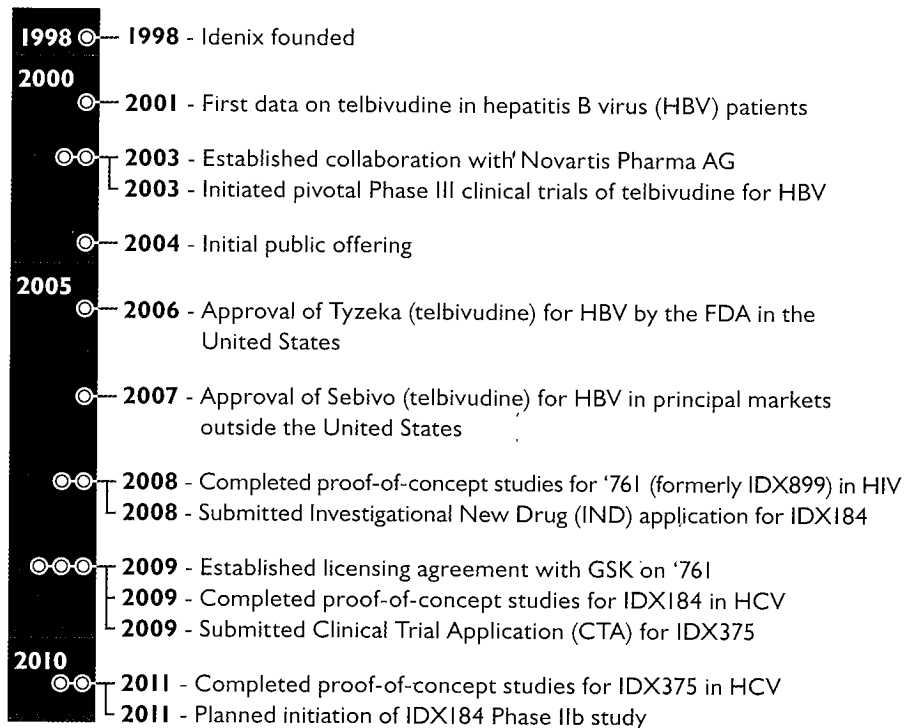 1998 1998 - Idenix founded
2000
2001 - First data on telbivudine in hepatitis B virus (HBV) patients
2003 - Established collaboration with' Novartis Pharma AG
2003 - Initiated pivotal Phase III clinical trials of telbivudine for HBV
2004 - Initial public offering
2005
2006 - Approval of Tyzeka (telbivudine) for HBV by the FDA in the
United States
2007 - Approval of Sebivo (telbivudine) for HBV in principal markets
outside the United States
2008 - Completed proof-of-concept studies for ‘761 (formerly IDX899) in HIV
2008 - Submitted Investigational New Drug (IND) application for IDX184
2009 - Established licensing agreement with GSK on ‘761
2009 - Completed proof-of-concept studies for IDX184 in HCV
2009 - Submitted Clinical Trial Application (CTA) for IDX375
2010
2011 - Completed proof-of-concept studies for IDX375 in HCV
2011 - Planned initiation of IDX184 Phase IIb study